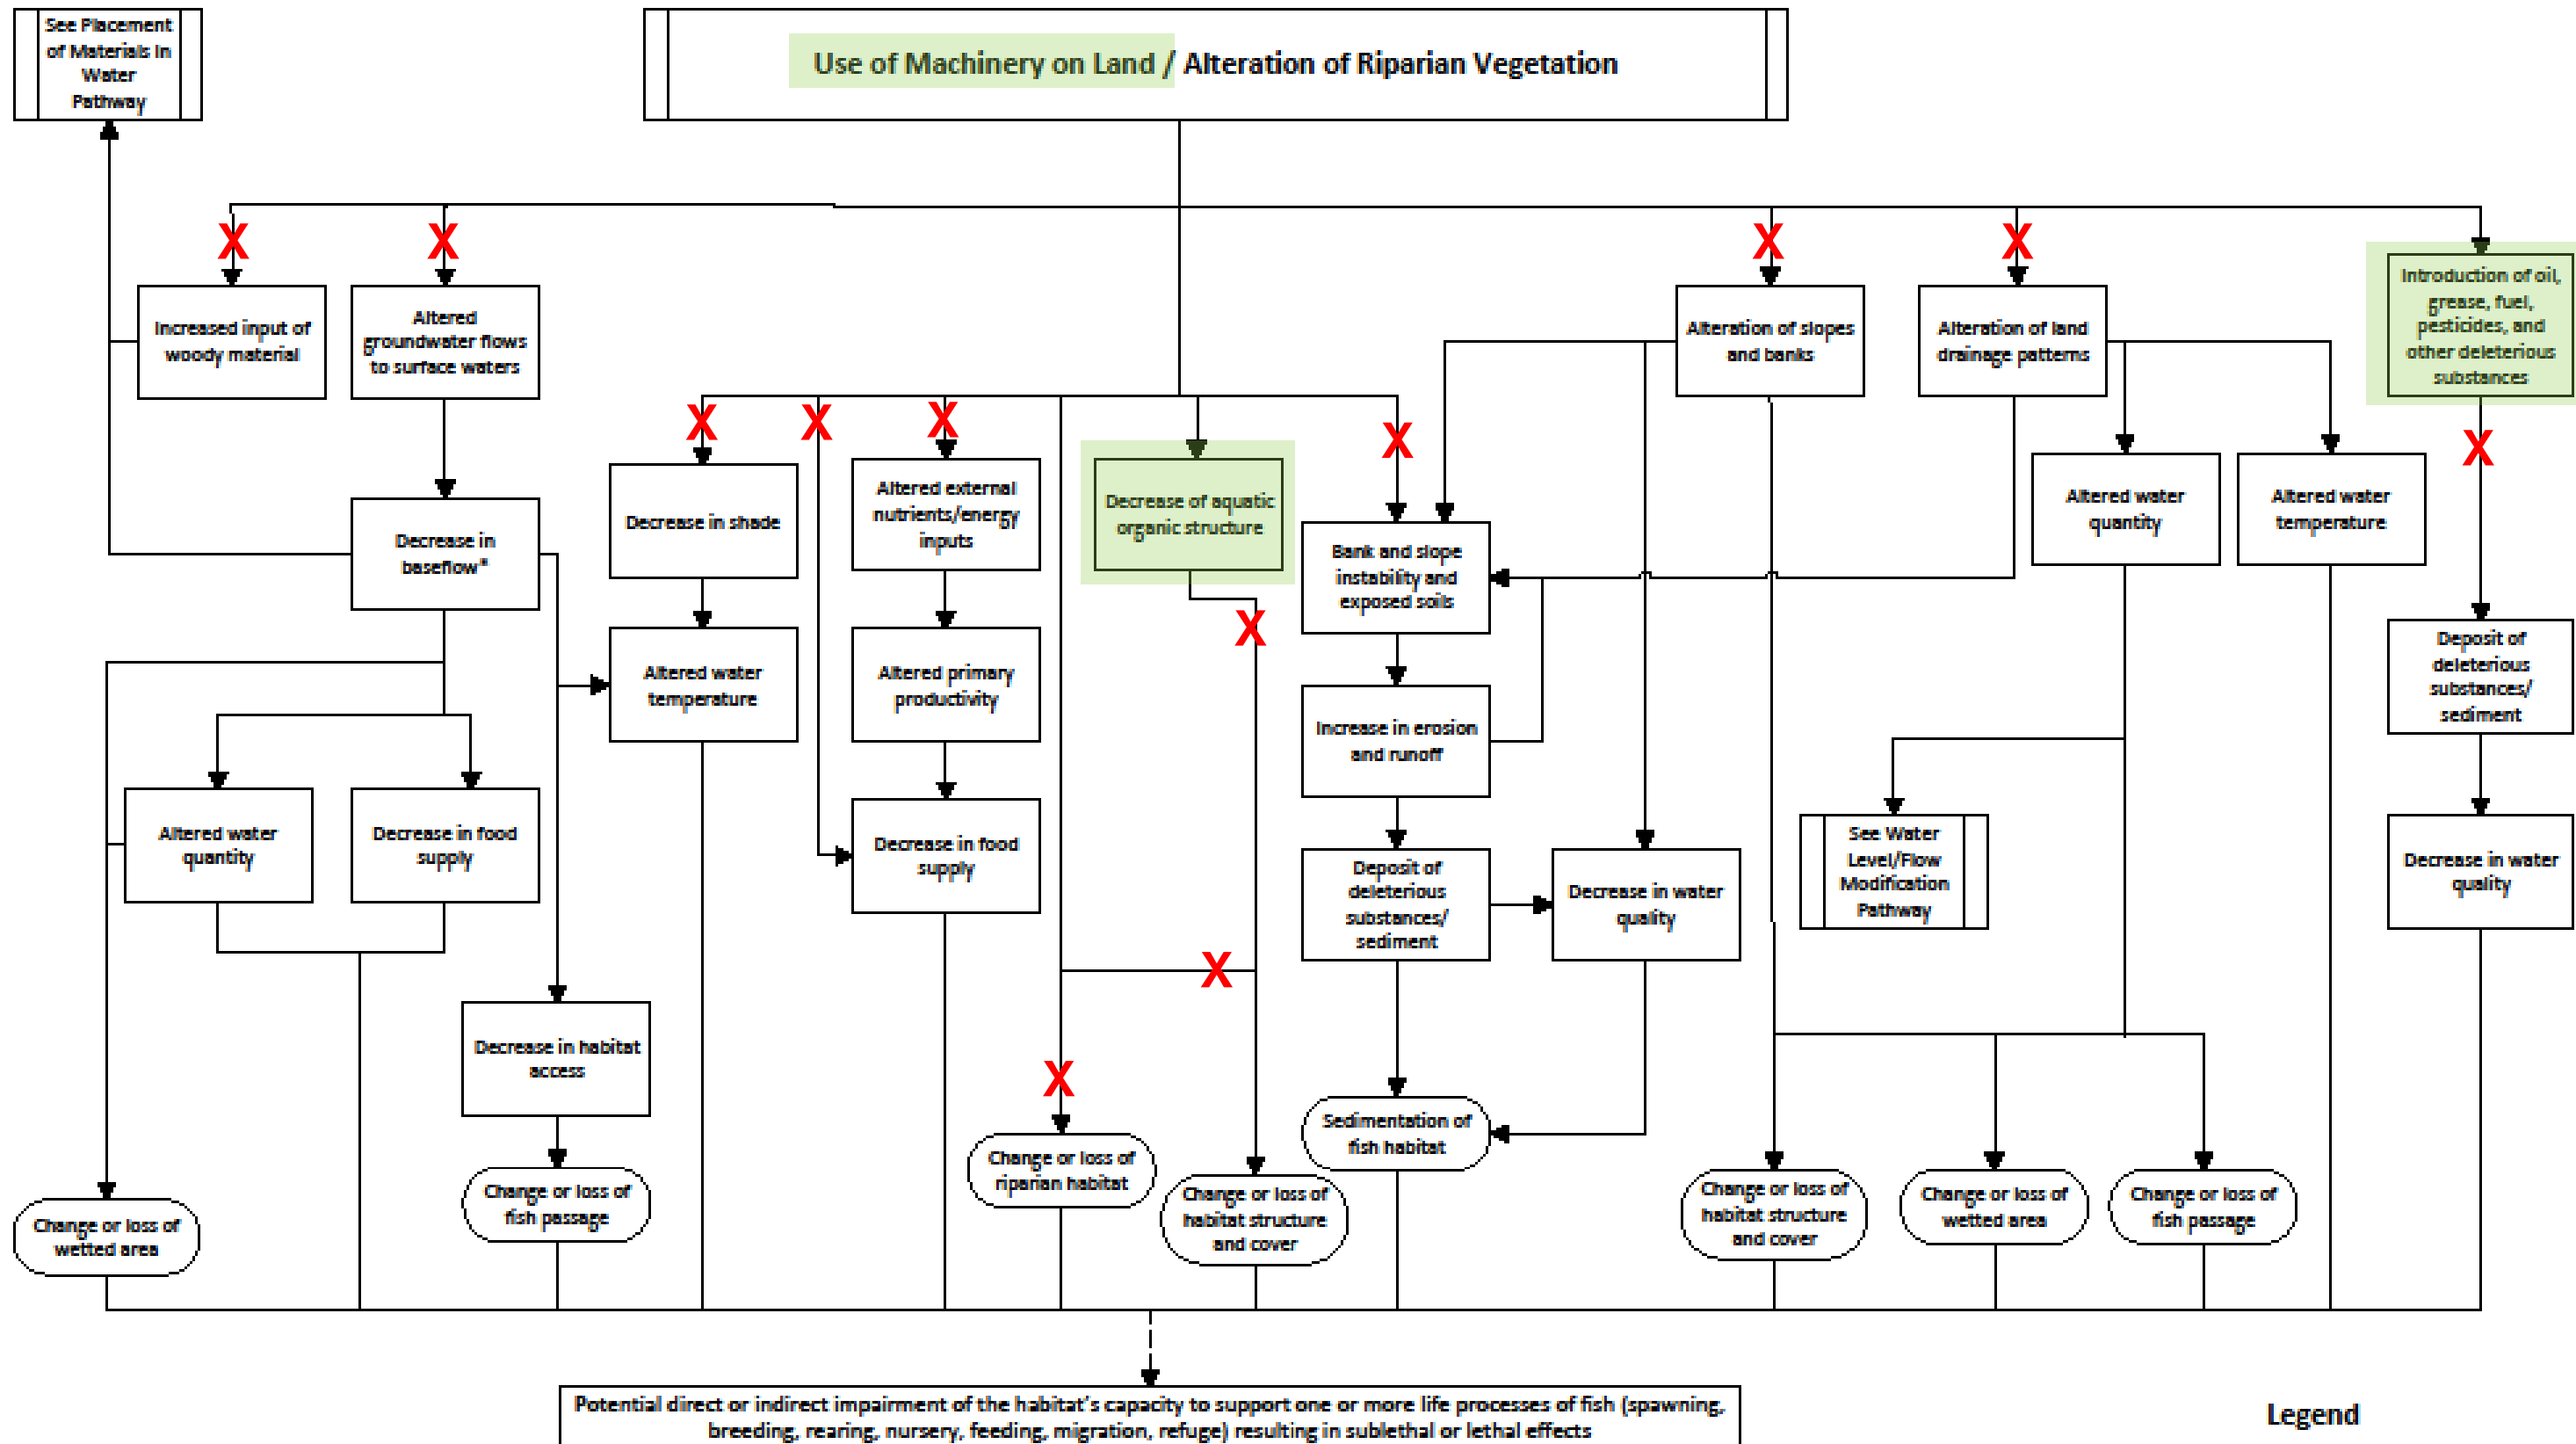 See Placement
of Materials In
Water
Pathway
Use of Machinery on Land / Alteration of Riparian Vegetation
X
X
X
X
Increased input of
woody material
Altered
groundwater flows
to surface waters
Alteration of slopes
and banks
Alteration of land
drainage patterns
Introduction of oil,
grease, fuel,
pesticides, and
other deleterious
substances
X
X
X
X
X
Decrease in shade
Altered external
nutrients/energy
inputs
Decrease of aquatic
organic structure
Altered water
quantity
Altered water
temperature
Decrease in
baseflow*
Bank and slope
instability and
exposed soils
X
Altered water
temperature
Altered primary
productivity
Increase in erosion
and runoff
Deposit of
deleterious
substances/
sediment
Altered water
quantity
Decrease in food
supply
Decrease in food
supply
Deposit of
deleterious
substances/
sediment
Decrease in water
quality
See Water
Level/Flow
Modification
Pathway
Decrease in water
quality
X
Decrease in habitat
access
X
Change or loss of
wetted area
Change or loss of
fish passage
Change or loss of
riparian habitat
Change or loss of
habitat structure
and cover
Sedimentation of
fish habitat
Change or loss of
habitat structure
and cover
Change or loss of
wetted area
Change or loss of
fish passage
Potential direct or indirect impairment of the habitat's capacity to support one or more life processes of fish (spawning,
breeding, rearing, nursery, feeding, migration, refuge) resulting in sublethal or lethal effects
Legend